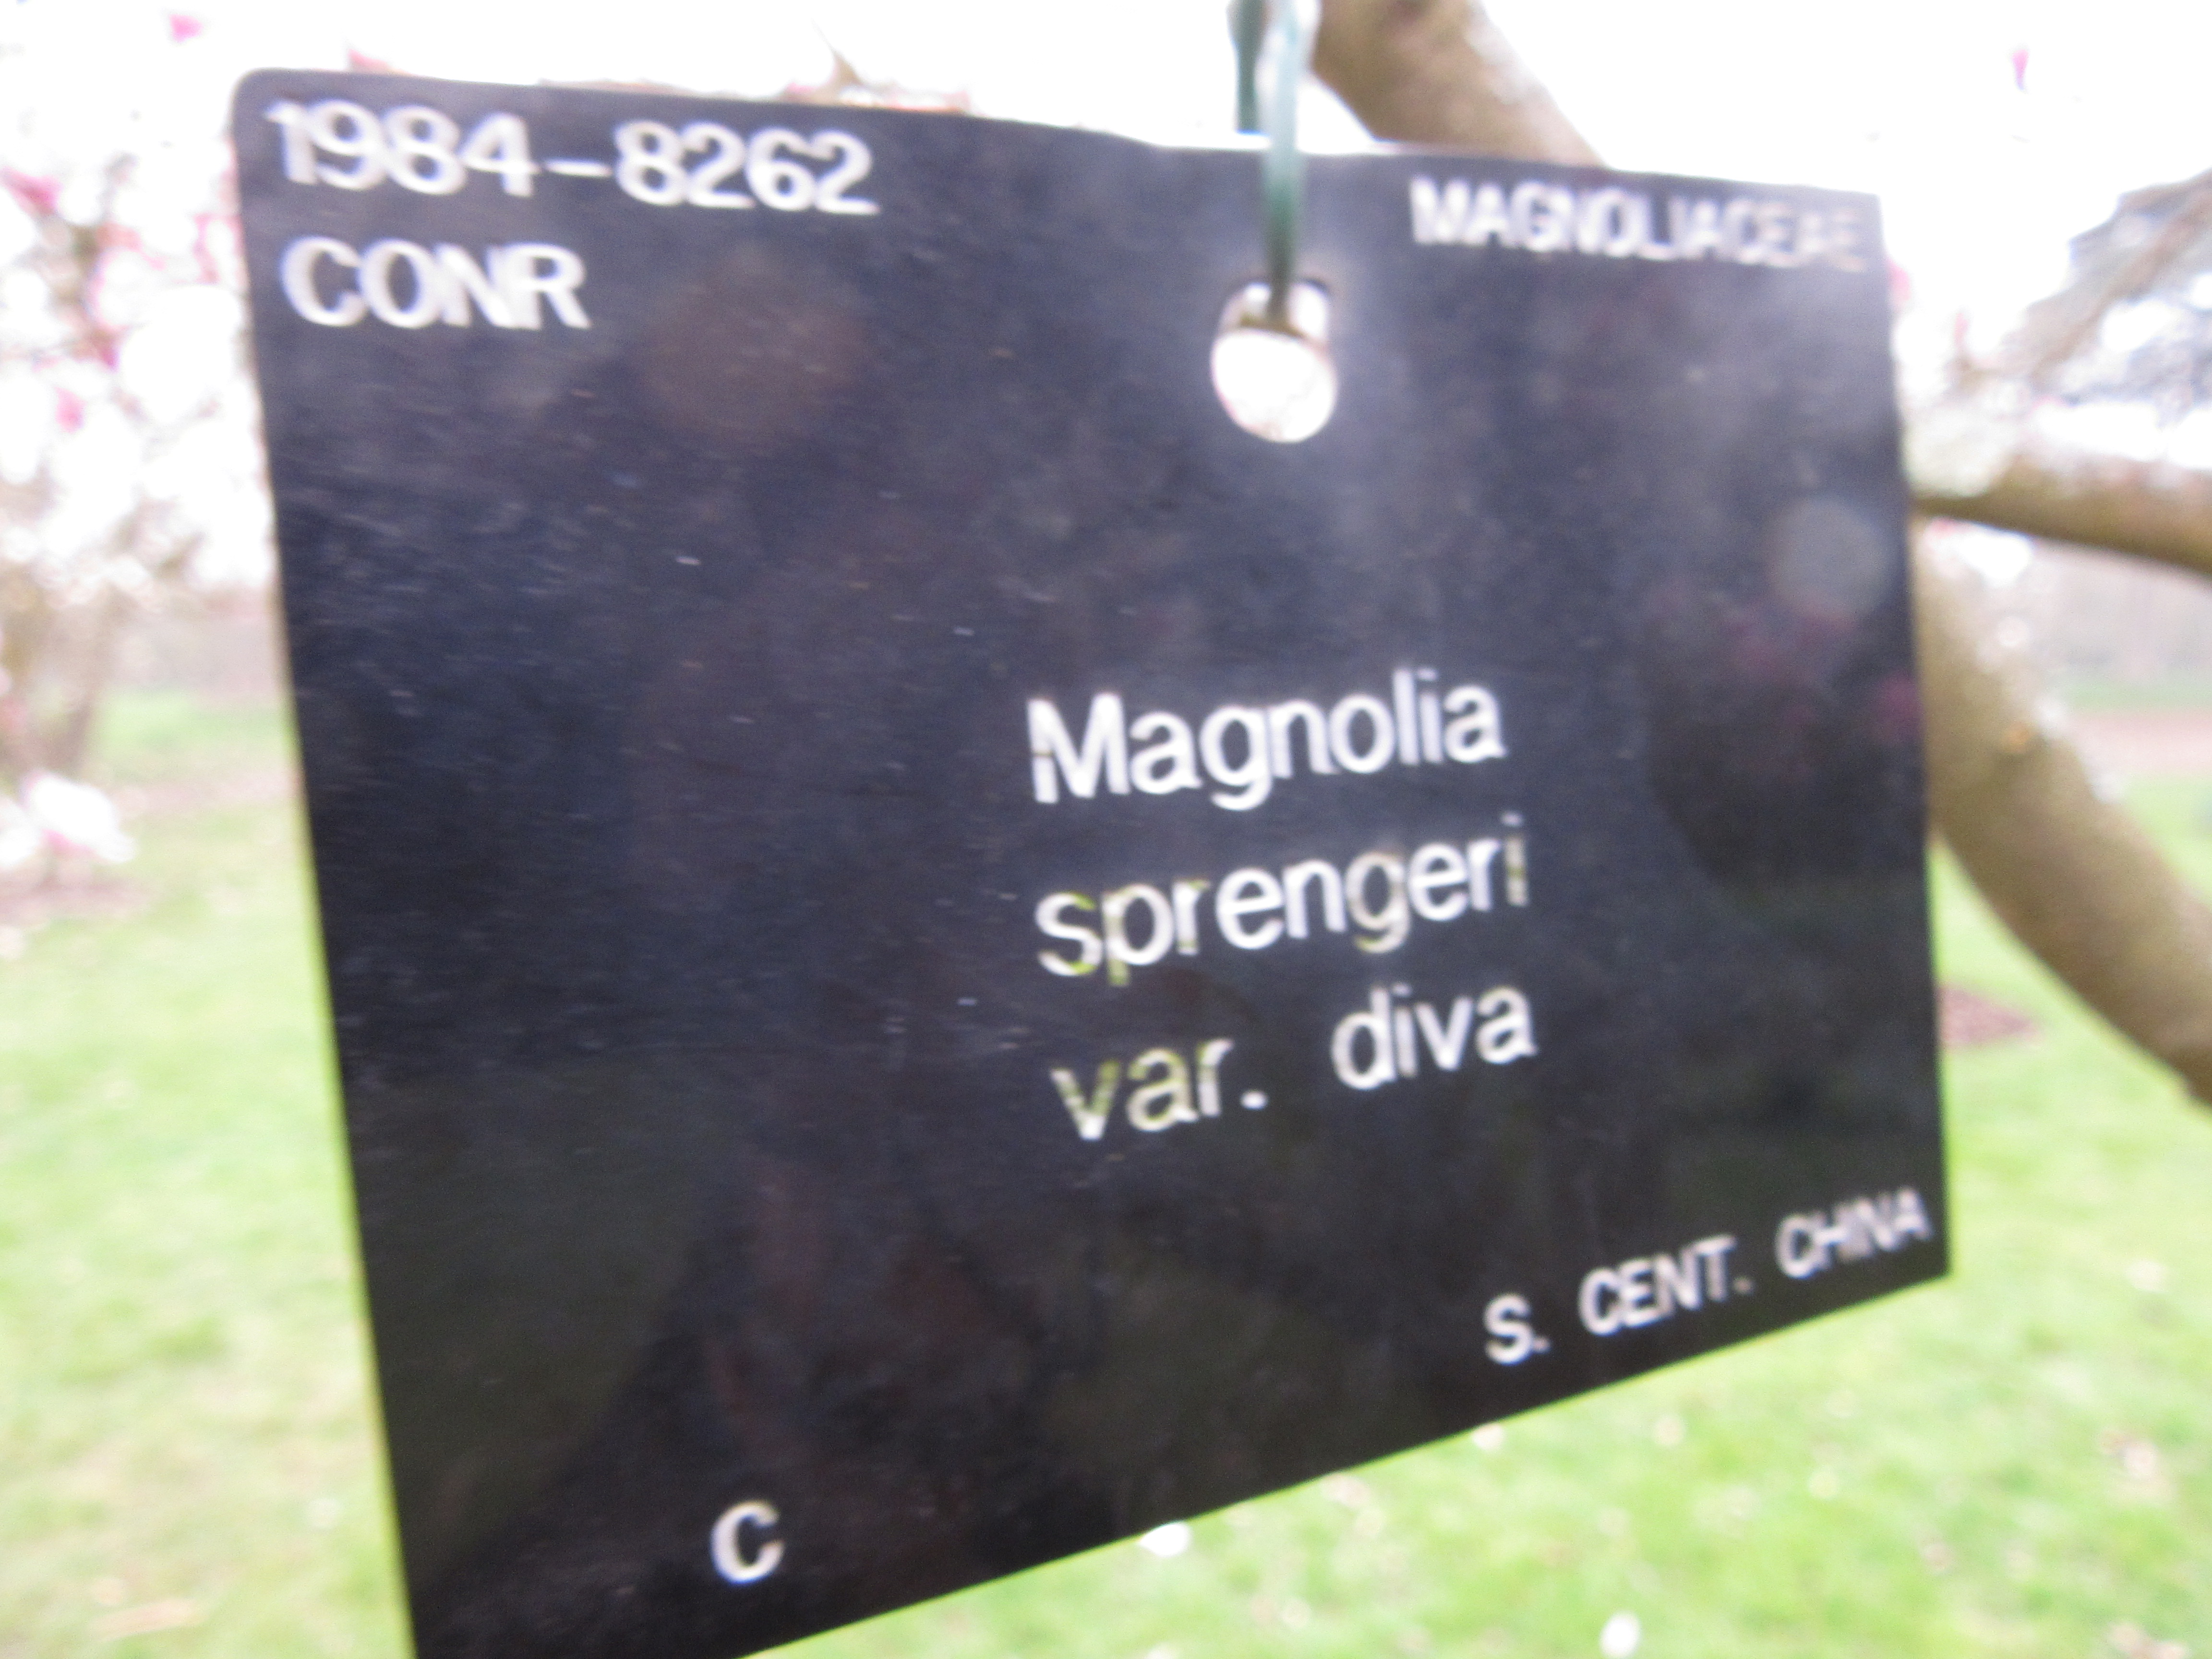 1984-8262
MAGNOLIACEAE
CONR
Magnolia
sprengeri
var. diva
S. CENT. CHINA
C